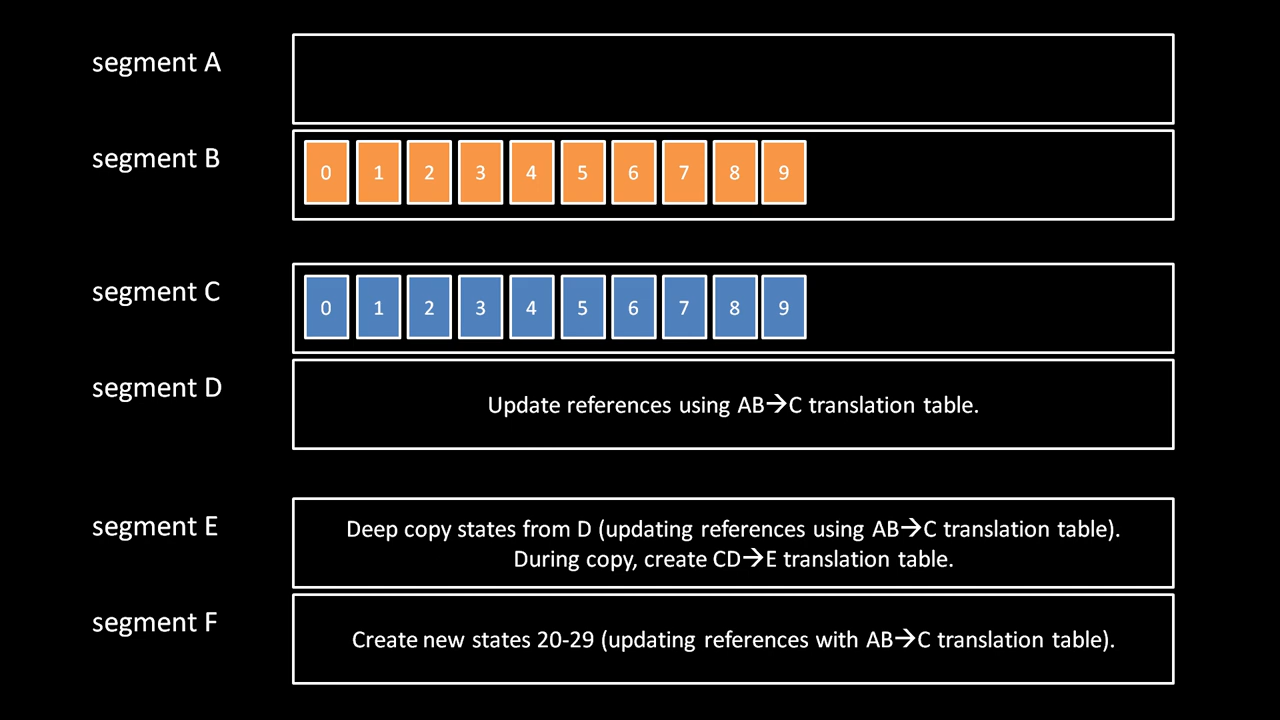 segment A
segment B
0 1 2 3 4 5 6 7 8 9
segment C
0 1 2 3 4 5 6 7 8 9
segment D
Update references using AB→C translation table.
segment E
Deep copy states from D (updating references using AB→C translation table).
During copy, create CD→E translation table.
segment F
Create new states 20-29 (updating references with AB→C translation table).